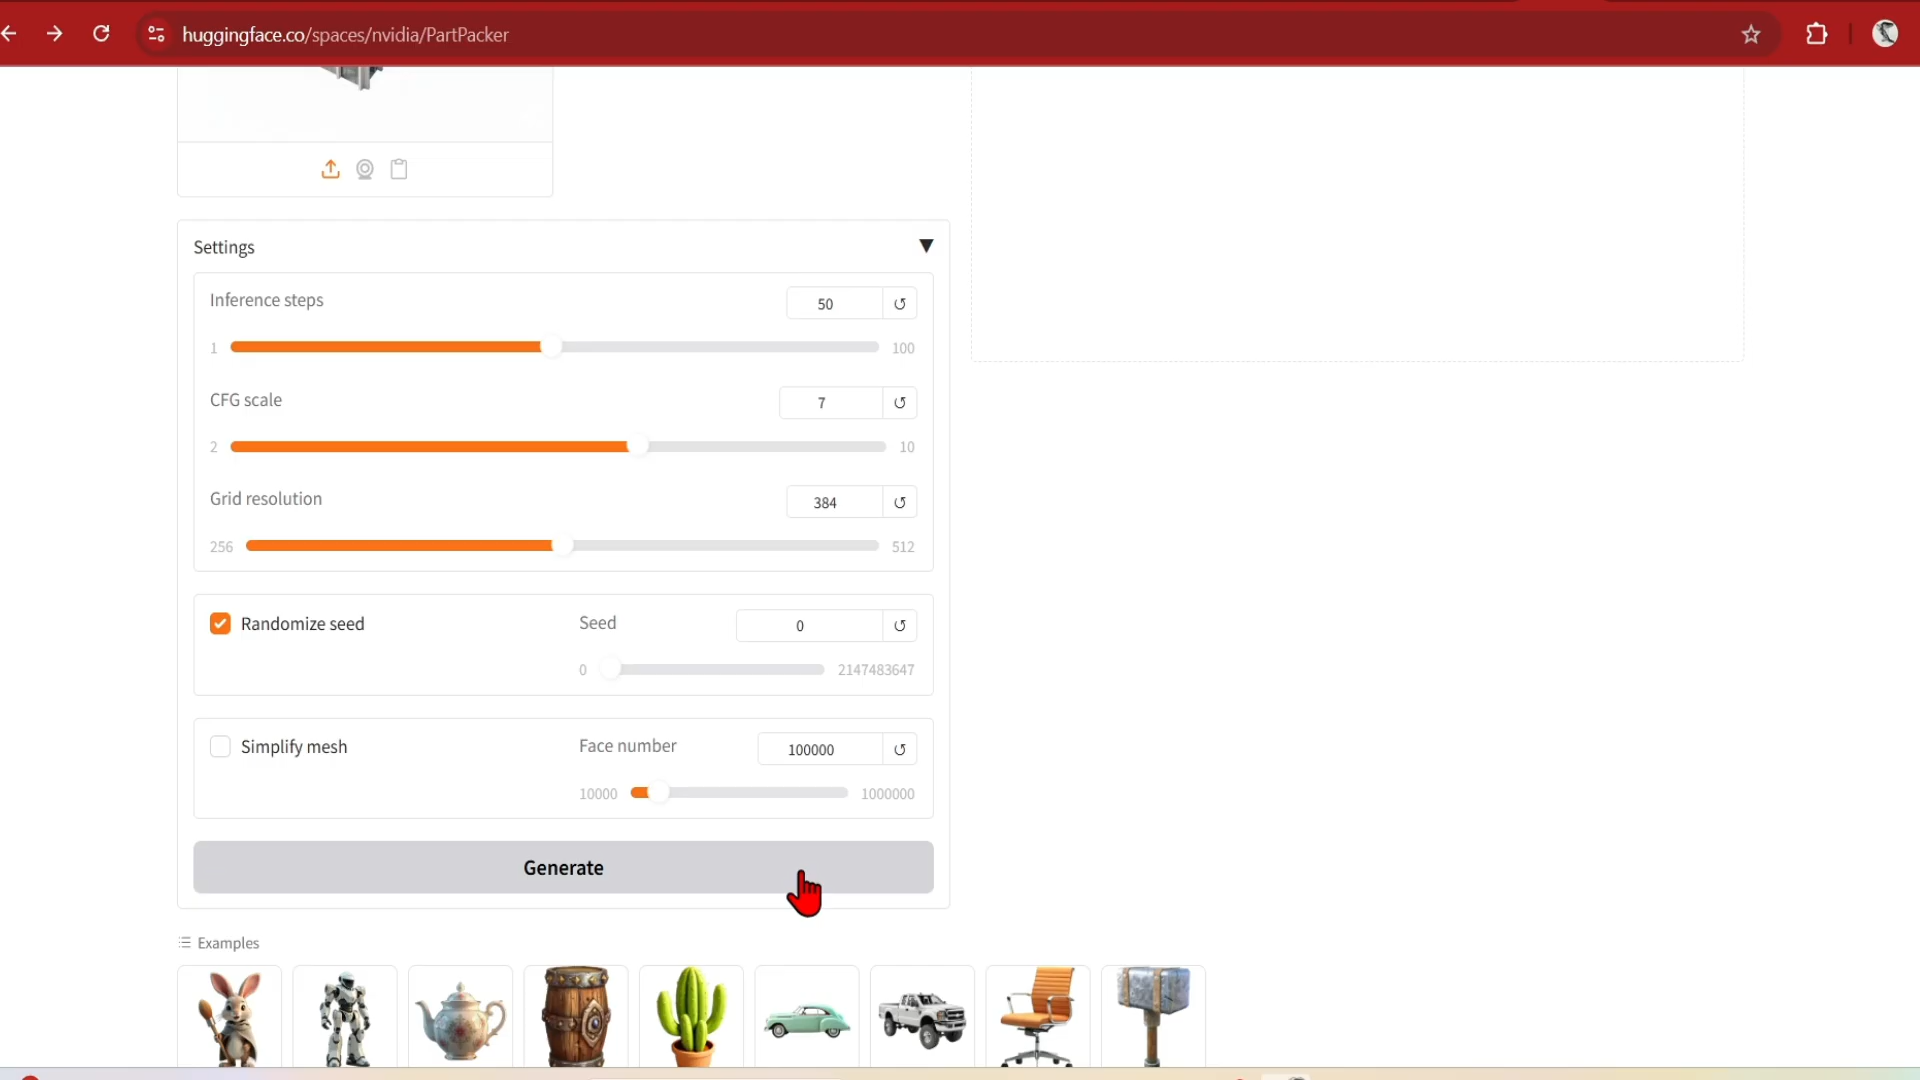 huggingface.co/spaces/nvidia/PartPacker
Settings
Inference steps
50
1
100
CFG scale
7
2
10
Grid resolution
384
256
512
Randomize seed
Seed
0
0
2147483647
Simplify mesh
Face number
100000
10000
1000000
Generate
Examples